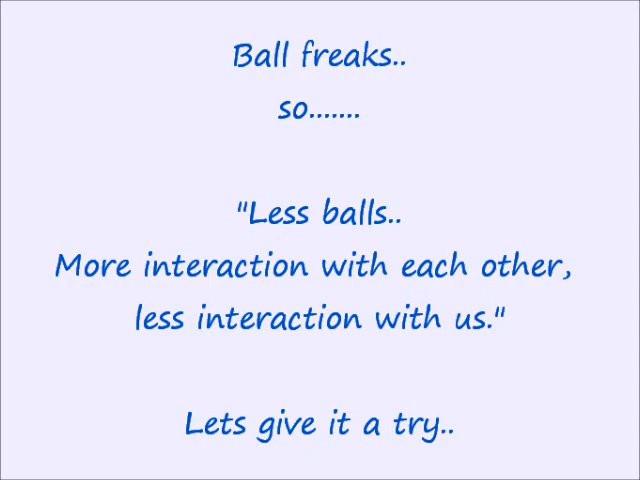 Ball freaks..
so.......
"Less balls..
More interaction with each other,
less interaction with us."
Lets give it a try..